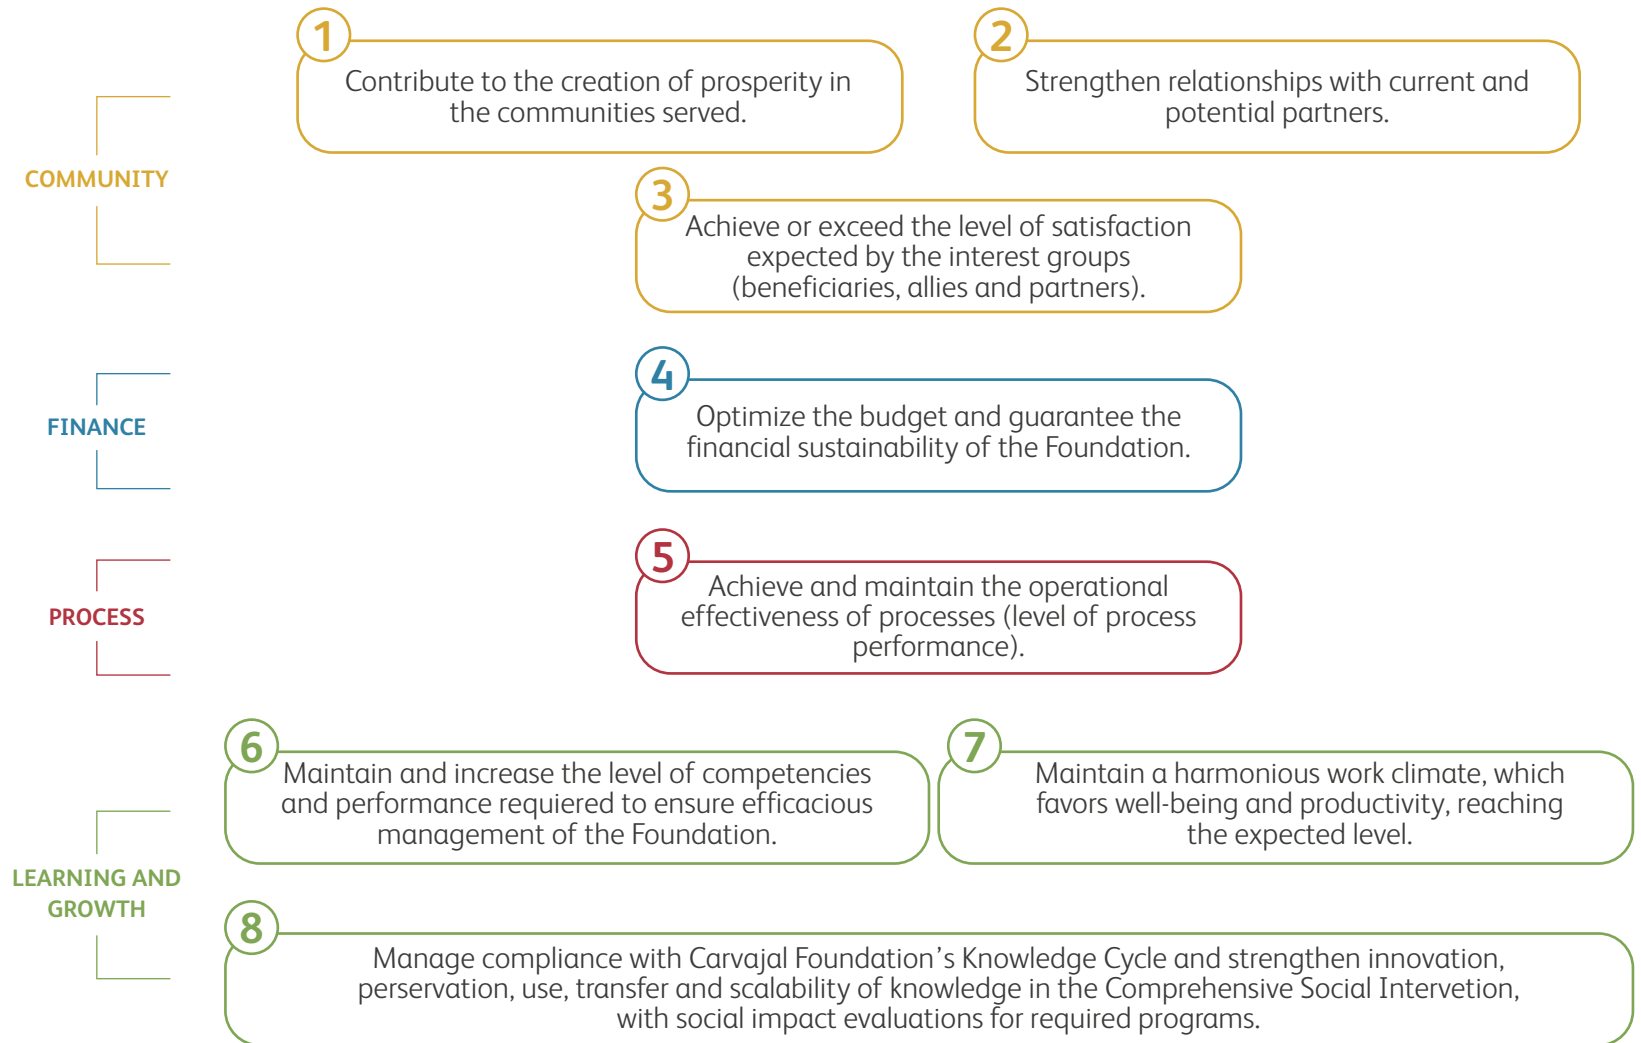 1
Contribute to the creation of prosperity in
the communities served.
2
Strengthen relationships with current and
potential partners.
COMMUNITY
3
Achieve or exceed the level of satisfaction
expected by the interest groups
(beneficiaries, allies and partners).
4
FINANCE
Optimize the budget and guarantee the
financial sustainability of the Foundation.
5
PROCESS
Achieve and maintain the operational
effectiveness of processes (level of process
performance).
6
Maintain and increase the level of competencies
and performance requiered to ensure efficacious
management of the Foundation.
7
Maintain a harmonious work climate, which
favors well-being and productivity, reaching
the expected level.
LEARNING AND
GROWTH
8
Manage compliance with Carvajal Foundation’s Knowledge Cycle and strengthen innovation,
perservation, use, transfer and scalability of knowledge in the Comprehensive Social Intervetion,
with social impact evaluations for required programs.